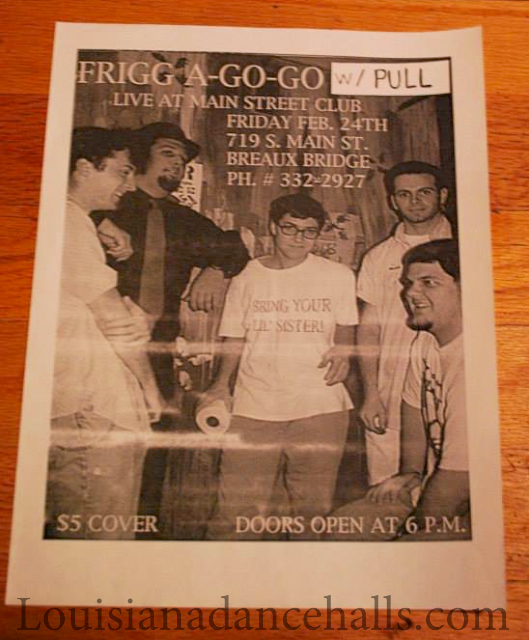 FRIGG A-GO-GO w/ PULL
LIVE AT MAIN STREET CLUB
FRIDAY FEB. 24TH
719 S. MAIN ST.
BREAUX BRIDGE
PH. # 332-2927
BRING YOUR
LIL' SISTER!
$5 COVER DOORS OPEN AT 6 P.M.
Louisianadancehalls.com